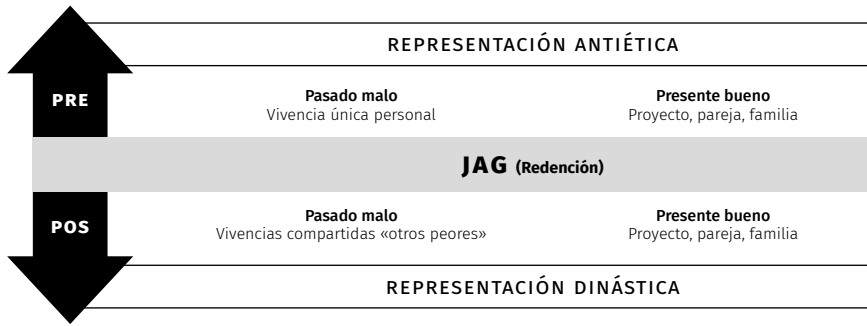 REPRESENTACIÓN ANTIÉTICA
PRE
Pasado malo
Vivencia única personal
Presente bueno
Proyecto, pareja, familia
JAG (Redención)
POS
Pasado malo
Vivencias compartidas «otros peores»
Presente bueno
Proyecto, pareja, familia
REPRESENTACIÓN DINÁSTICA